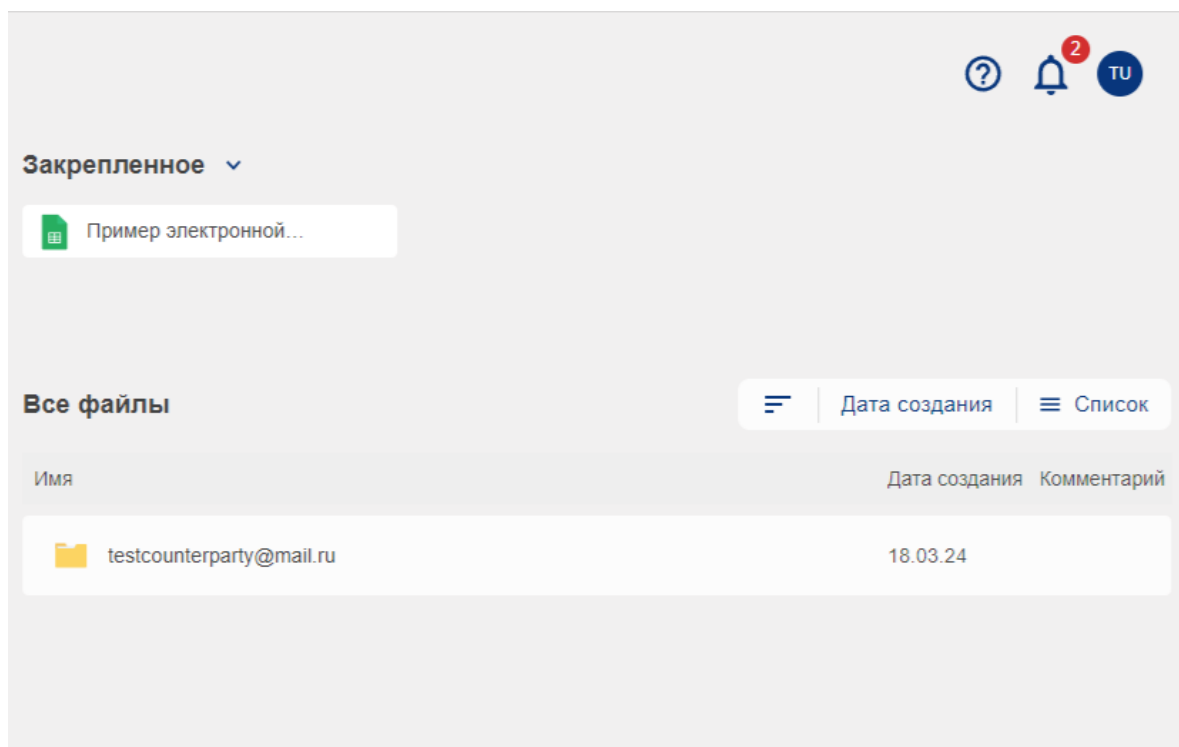 2
TU
Закрепленное
Пример электронной...
Все файлы
Дата создания Список
Имя Дата создания Комментарий
testcounterparty@mail.ru 18.03.24